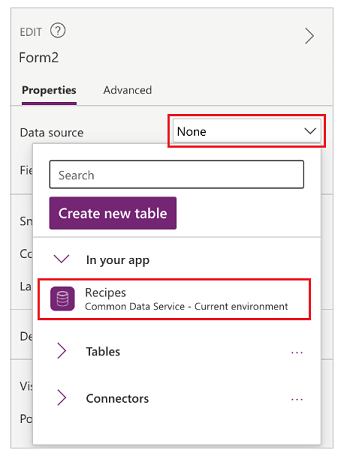 EDIT ?
Form2
Properties Advanced
Data source None
Fie
Search
Create new table
Sn
In your app
Co
La
Recipes
Common Data Service - Current environment
De
Tables ...
Vis
Connectors ...
Po